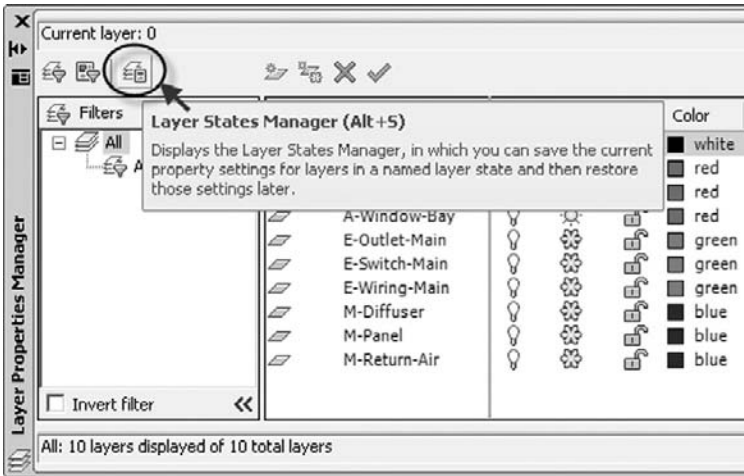 Current layer: 0
Filters
Color
All
A
Layer States Manager (Alt+S)
Displays the Layer States Manager, in which you can save the current
property settings for layers in a named layer state and then restore
those settings later.
white
red
red
A-Window-Bay red
E-Outlet-Main green
E-Switch-Main green
E-Wiring-Main green
M-Diffuser blue
M-Panel blue
M-Return-Air blue
Invert filter
Layer Properties Manager
All: 10 layers displayed of 10 total layers